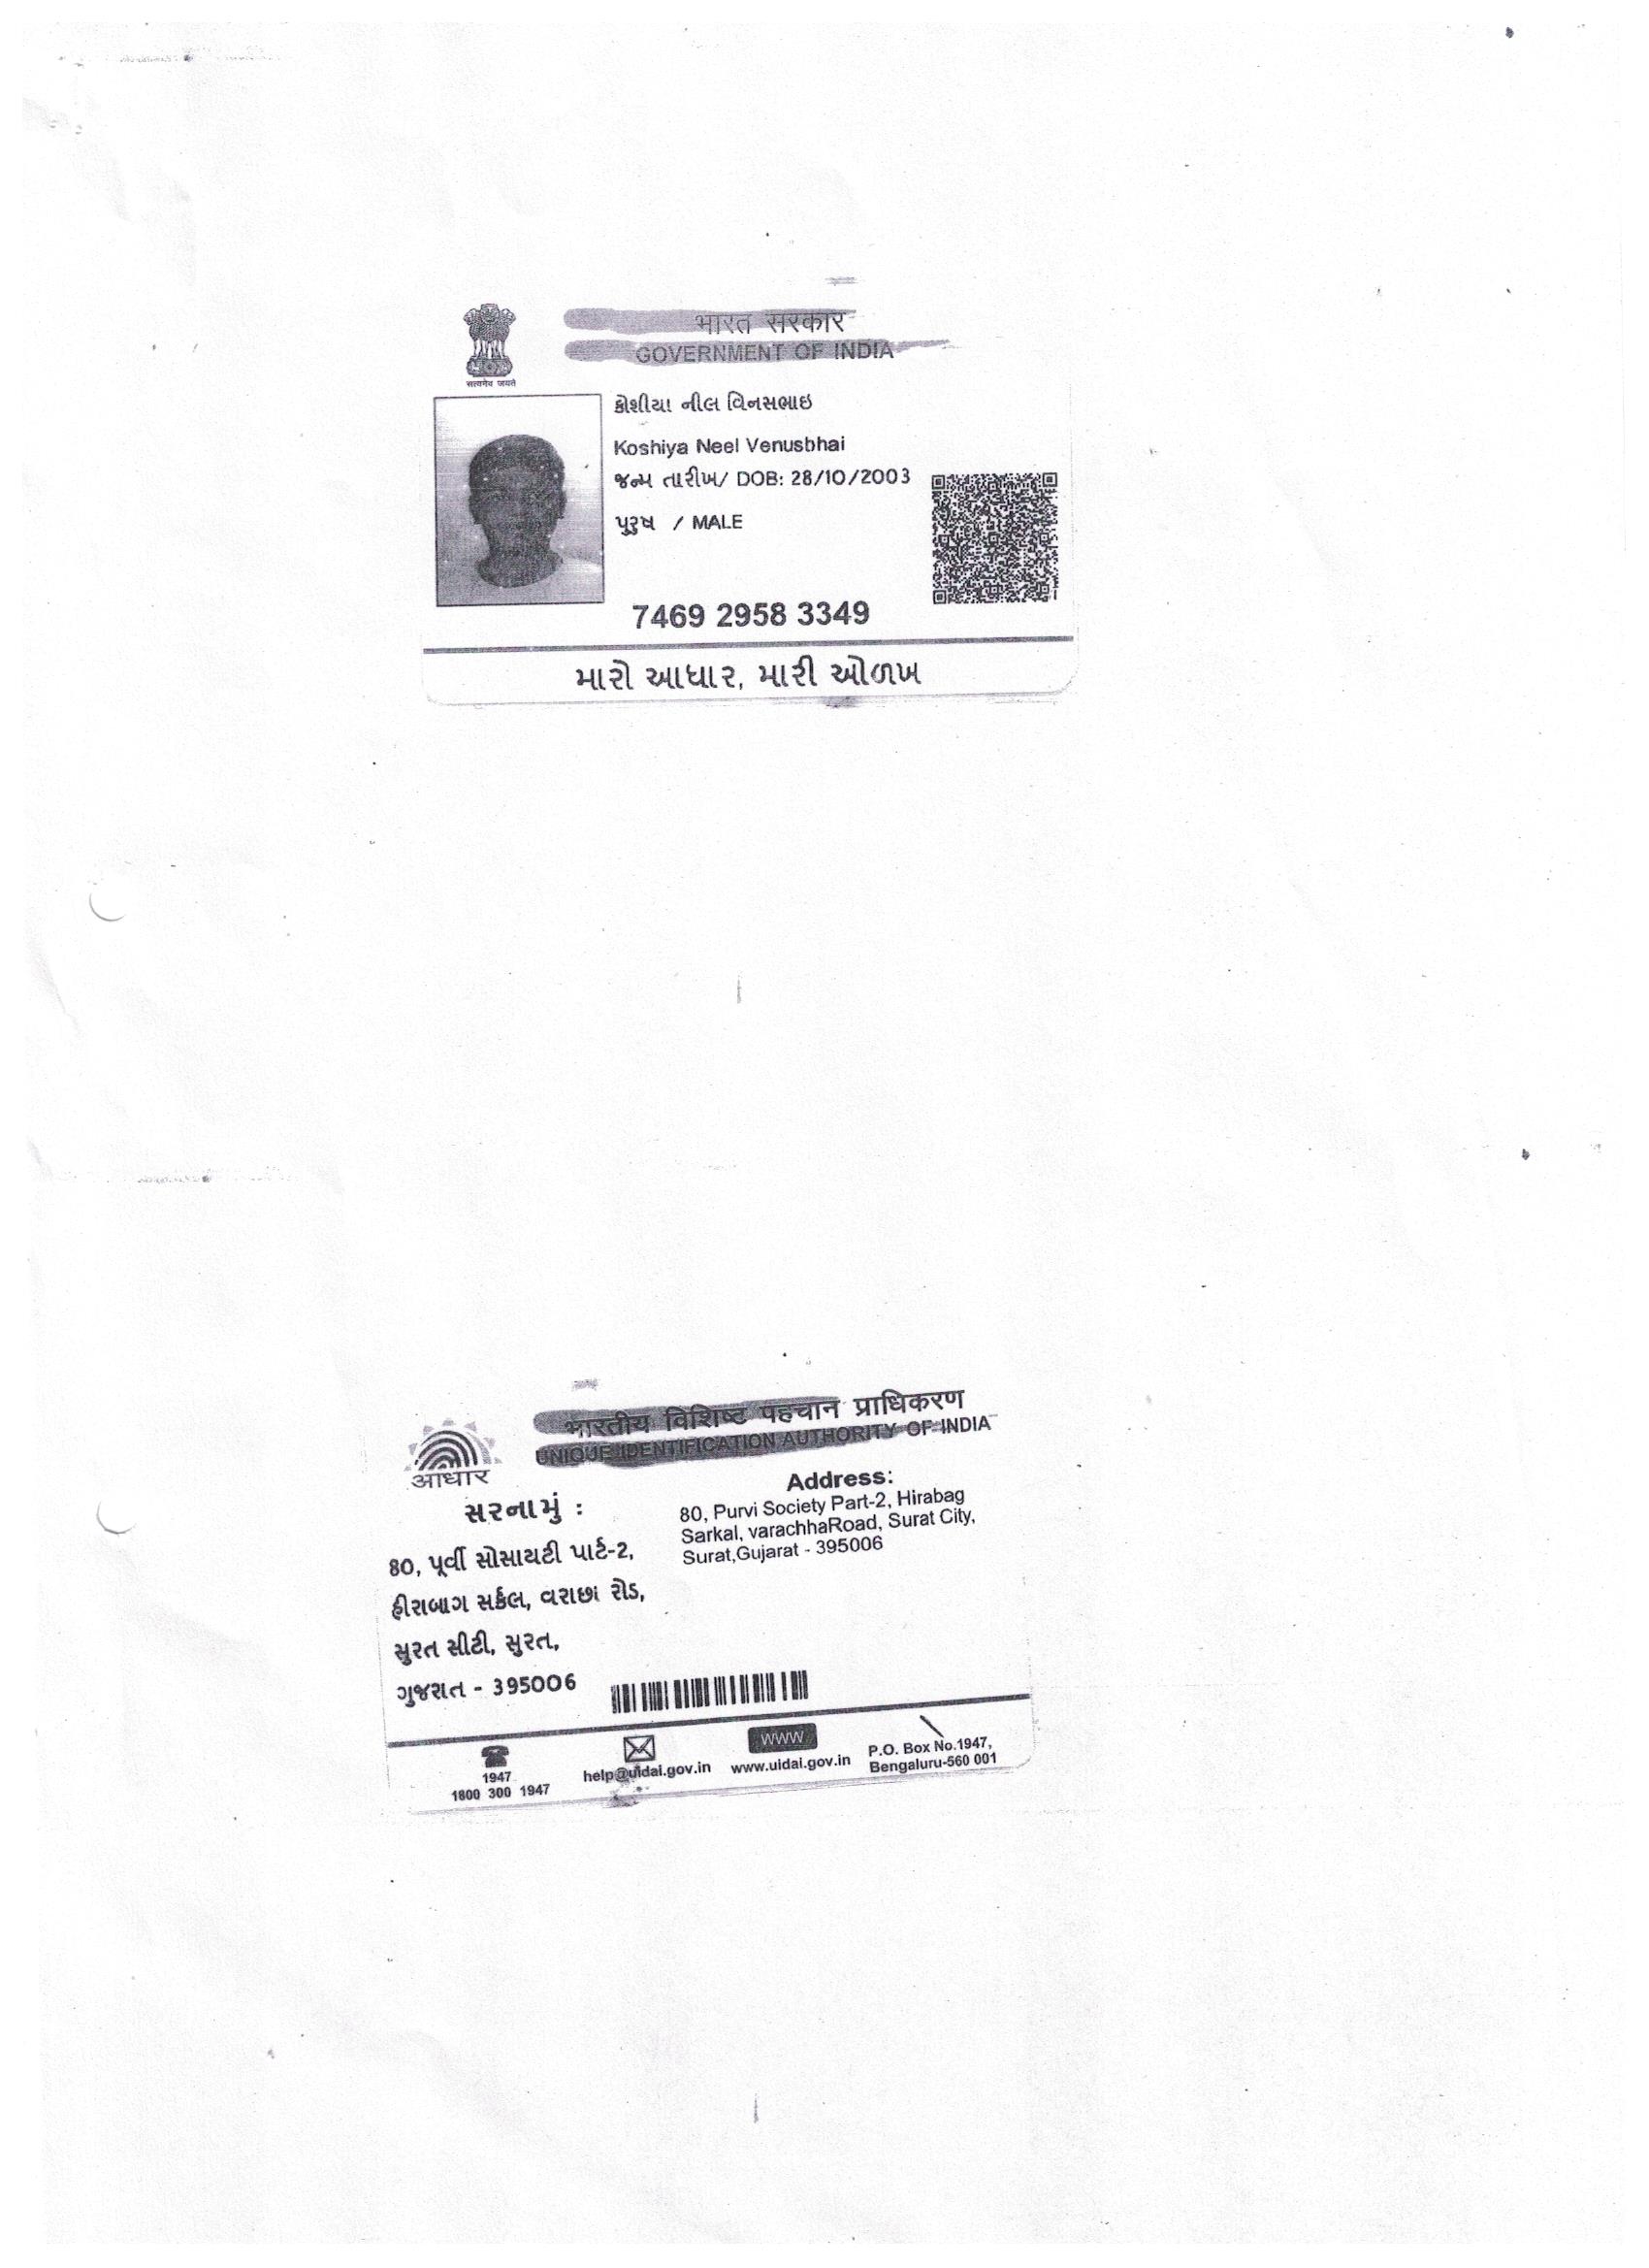 भारत सरकार
GOVERNMENT OF INDIA
सत्यमेव जयते
કોશીયા નીલ વિનસભાઇ
Koshiya Neel Venusbhai
જન્મ તારીખ/ DOB: 28/10/2003
પુરુષ / MALE
7469 2958 3349
મારો આધાર, મારી ઓળખ
भारतीय विशिष्ट पहचान प्राधिकरण
UNIQUE IDENTIFICATION AUTHORITY OF INDIA
आधार
સરનામું :
80, પૂર્વી સોસાયટી પાર્ટ-2,
હીરાબાગ સર્કલ, વરાછા રોડ,
સુરત સીટી, સુરત,
ગુજરાત - 395006
Address:
80, Purvi Society Part-2, Hirabag
Sarkal, varachhaRoad, Surat City,
Surat,Gujarat - 395006
1947
1800 300 1947
help@uidai.gov.in
WWW
www.uidai.gov.in
P.O. Box No.1947,
Bengaluru-560 001